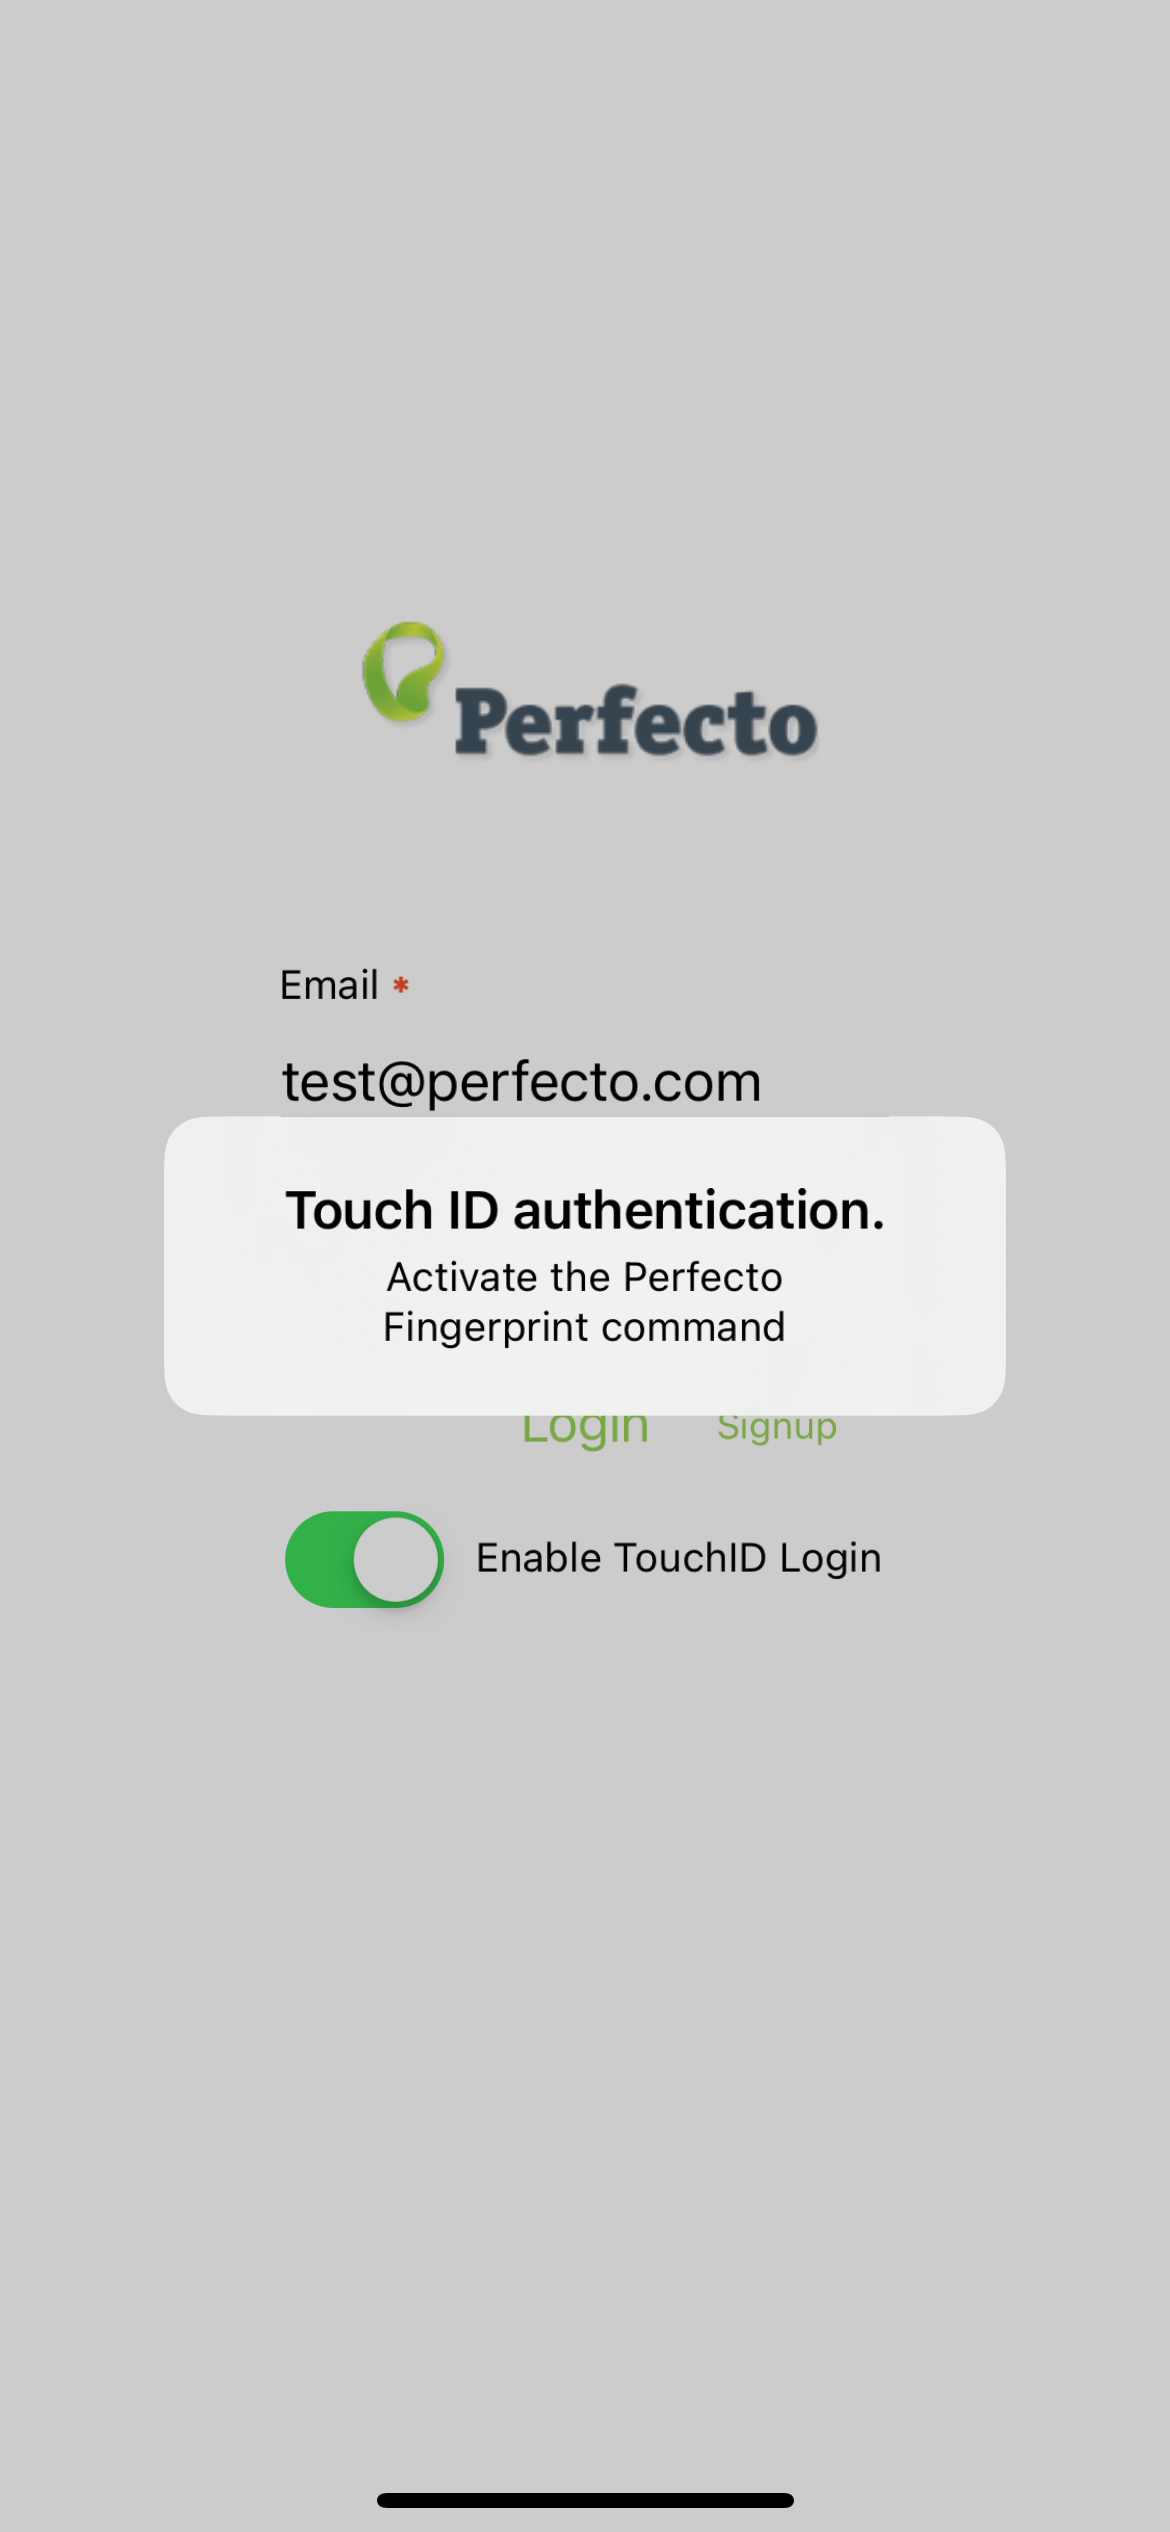 Perfecto
Email *
test@perfecto.com
Touch ID authentication.
Activate the Perfecto
Fingerprint command
Login Signup
Enable TouchID Login